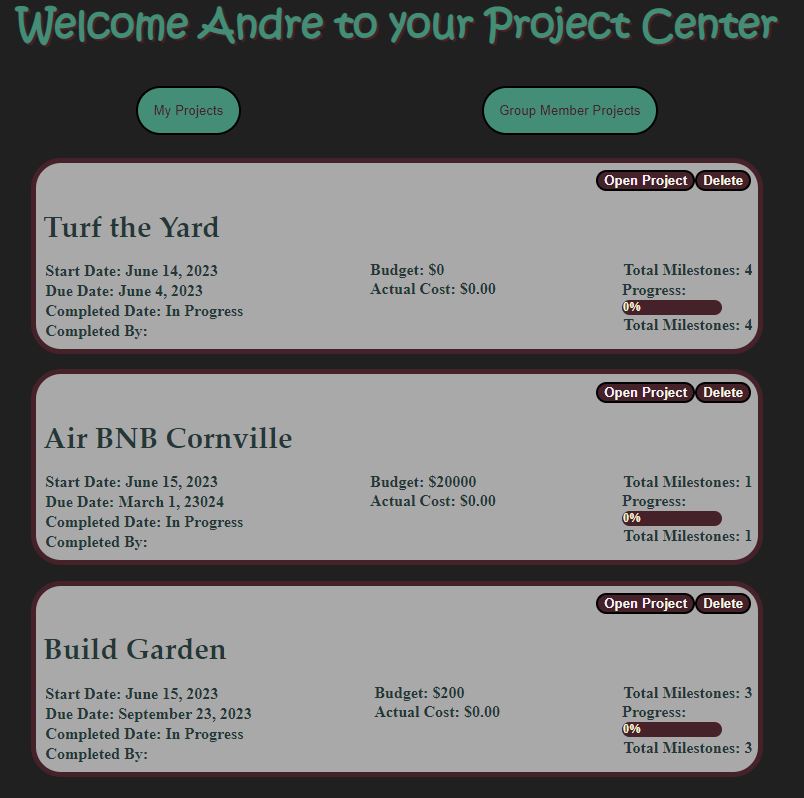 Welcome Andre to your Project Center
My Projects
Group Member Projects
Open Project
Delete
Turf the Yard
Start Date: June 14, 2023
Due Date: June 4, 2023
Completed Date: In Progress
Completed By:
Budget: $0
Actual Cost: $0.00
Total Milestones: 4
Progress:
0%
Total Milestones: 4
Open Project
Delete
Air BNB Cornville
Start Date: June 15, 2023
Due Date: March 1, 23024
Completed Date: In Progress
Completed By:
Budget: $20000
Actual Cost: $0.00
Total Milestones: 1
Progress:
0%
Total Milestones: 1
Open Project
Delete
Build Garden
Start Date: June 15, 2023
Due Date: September 23, 2023
Completed Date: In Progress
Completed By:
Budget: $200
Actual Cost: $0.00
Total Milestones: 3
Progress:
0%
Total Milestones: 3